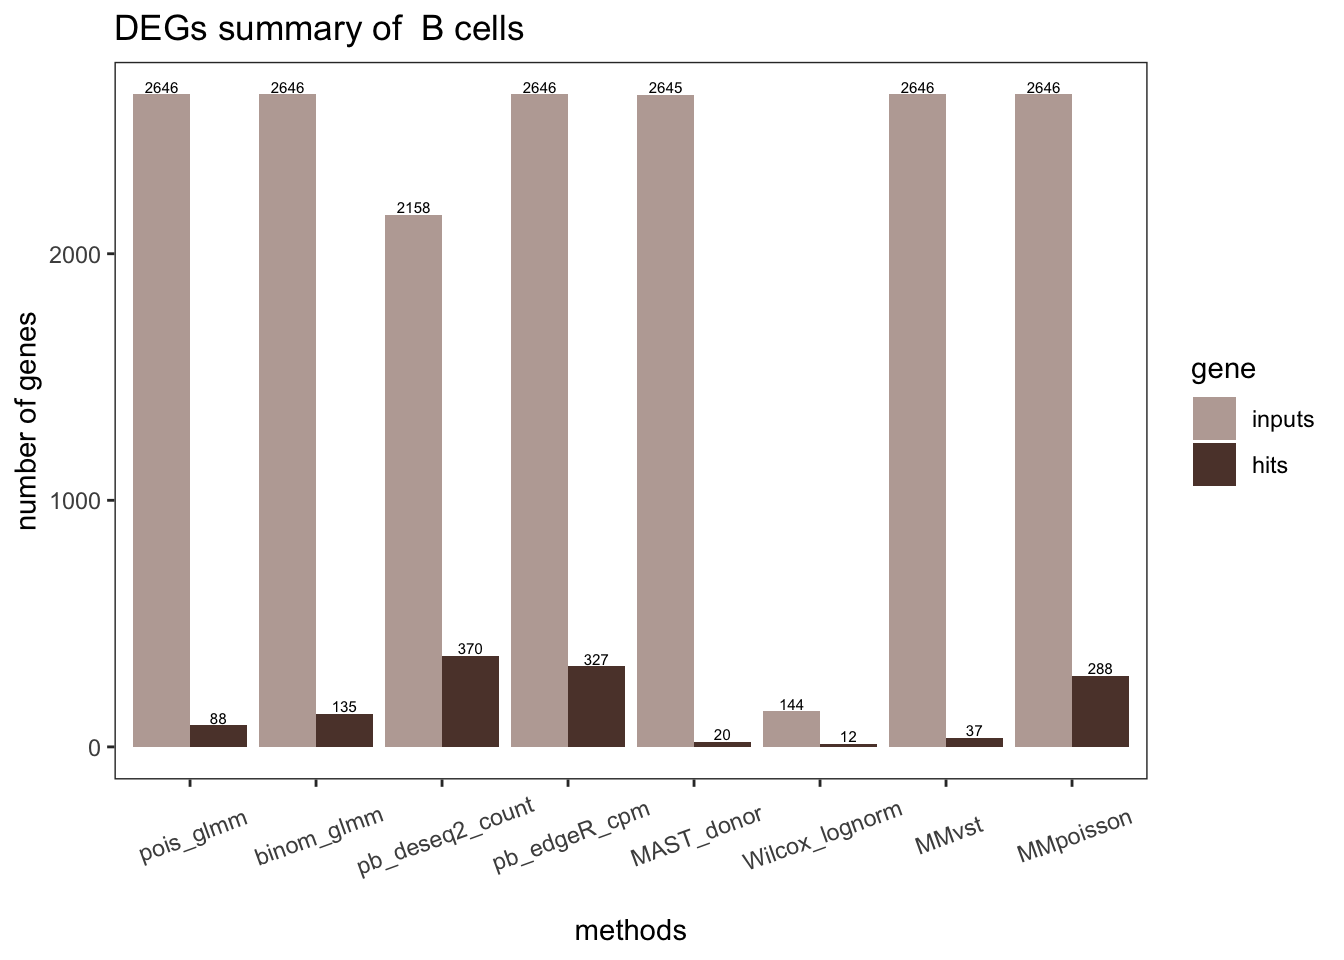 DEGs summary of  B cells
number of genes
2000
1000
0
2646
88
2646
135
2158
370
2646
327
2645
20
144
12
2646
37
2646
288
pois_glmm
binom_glmm
pb_deseq2_count
pb_edgeR_cpm
MAST_donor
Wilcox_lognorm
MMvst
MMpoisson
methods
gene
inputs
hits